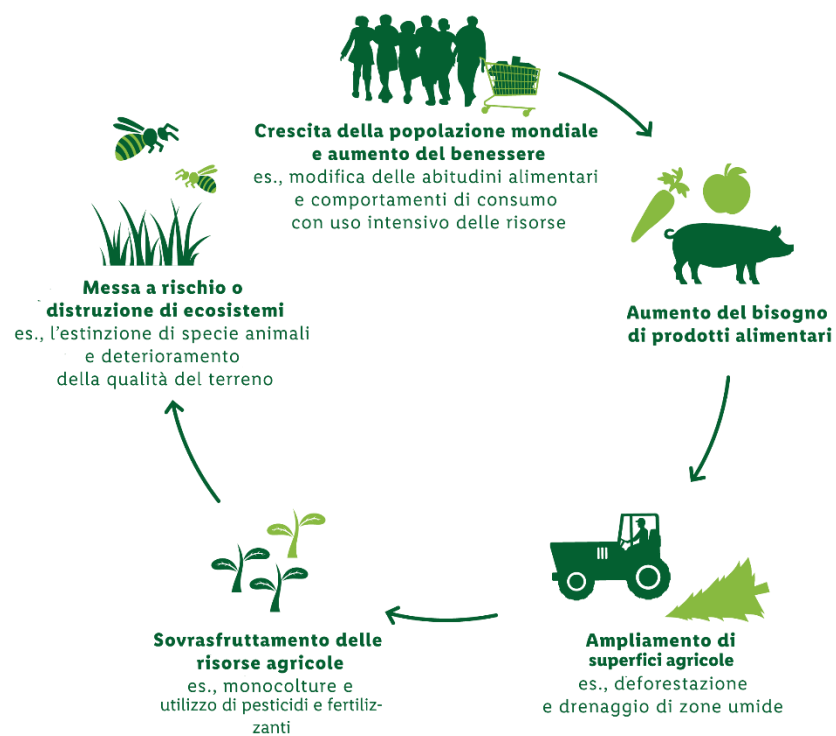 Crescita della popolazione mondiale
e aumento del benessere
es., modifica delle abitudini alimentari
e comportamenti di consumo
con uso intensivo delle risorse
Aumento del bisogno
di prodotti alimentari
Ampliamento di
superfici agricole
es., deforestazione
e drenaggio di zone umide
Sovrasfruttamento delle
risorse agricole
es., monocolture e
utilizzo di pesticidi e fertiliz-
zanti
Messa a rischio o
distruzione di ecosistemi
es., l'estinzione di specie animali
e deterioramento
della qualità del terreno